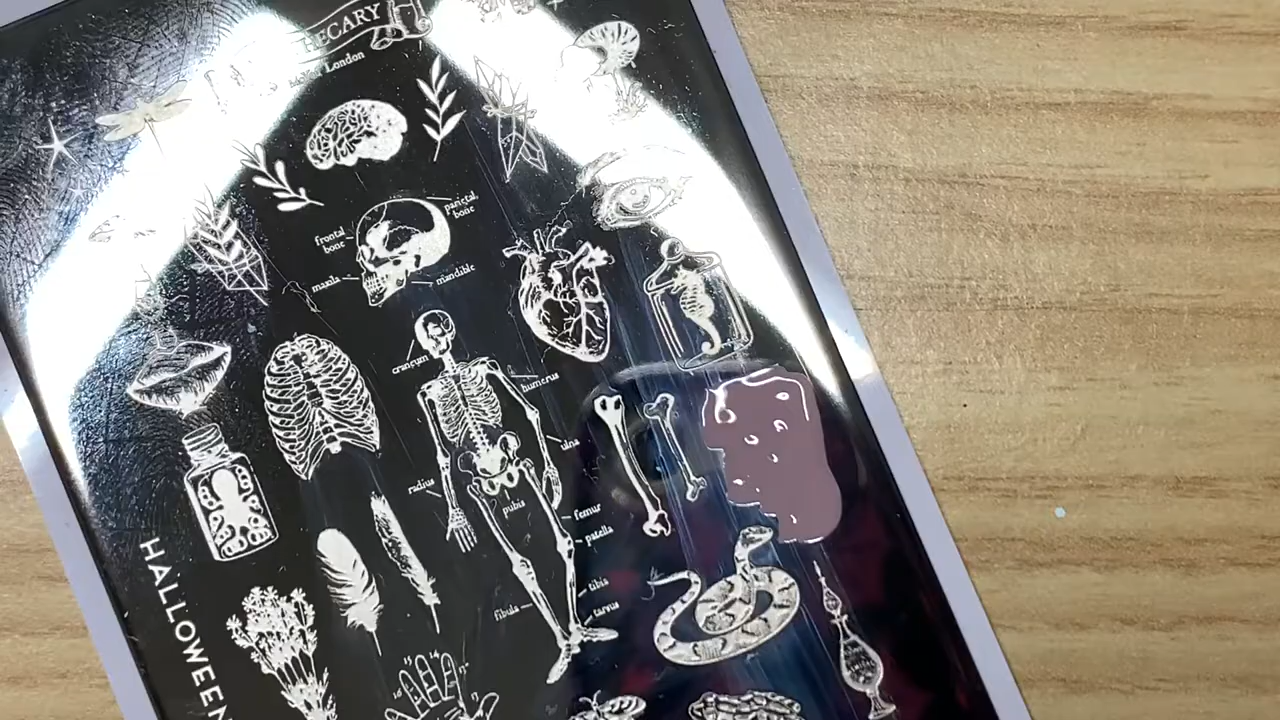 HECARY
London
parietal
bone
frontal
bone
maxila
mandible
cranium
humerus
ulna
radius
pubis
femur
patella
tibia
fibula
tarsus
HALLOWEEN